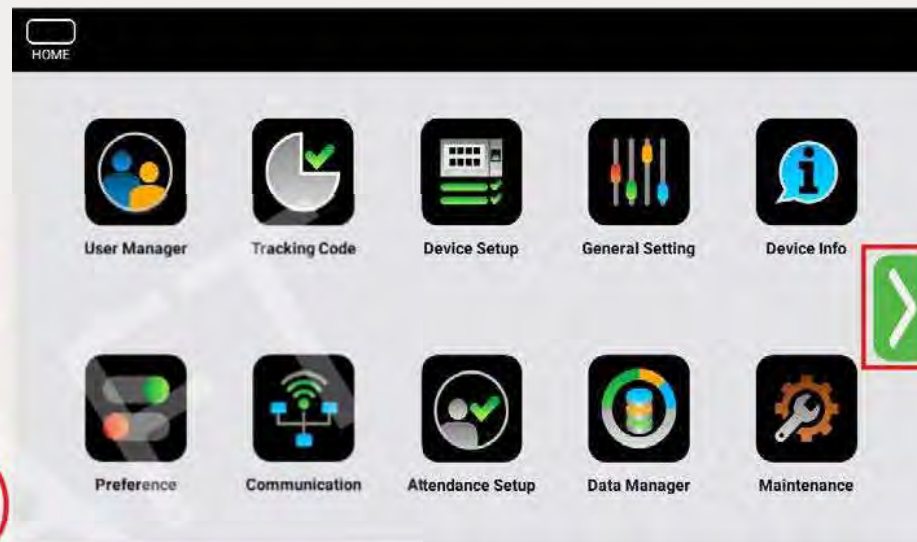 HOME
User Manager
Tracking Code
Device Setup
General Setting
Device Info
Preference
Communication
Attendance Setup
Data Manager
Maintenance